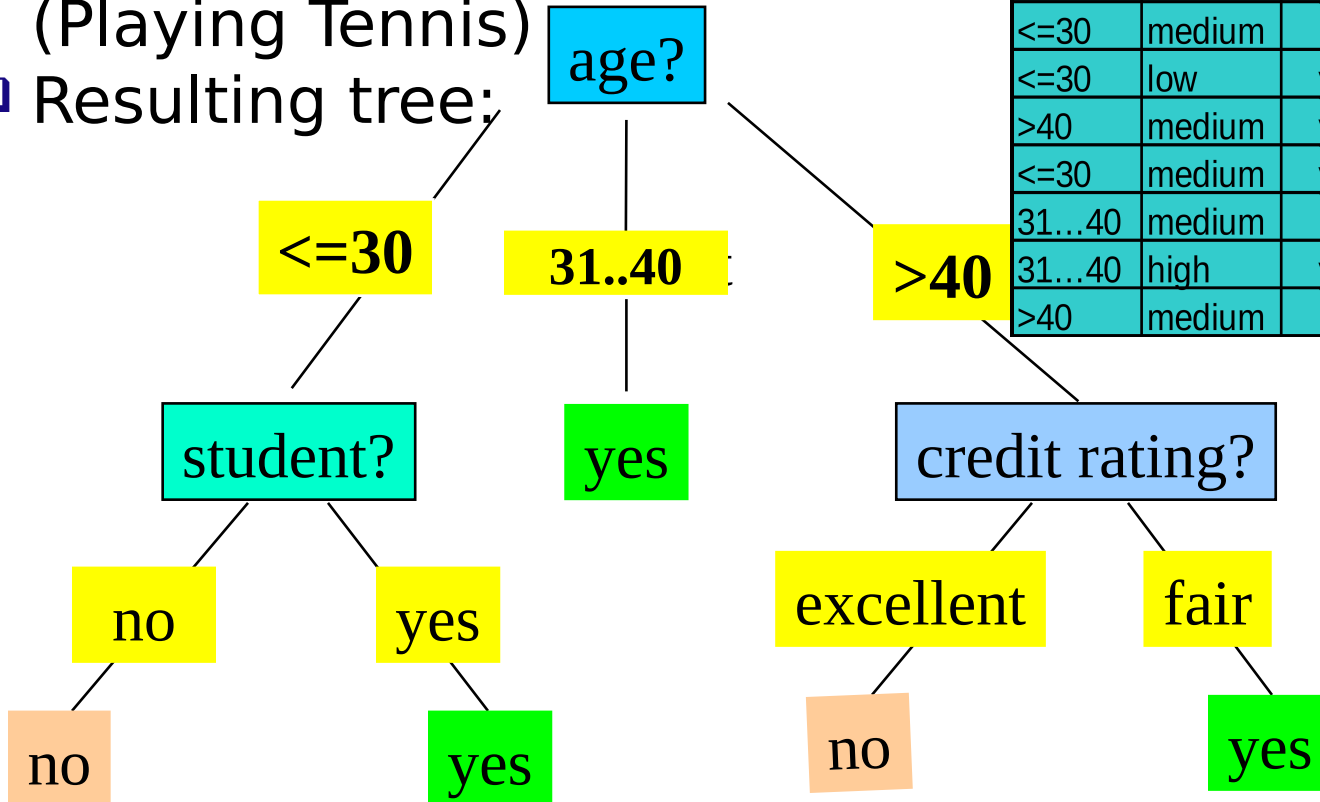 (Playing Tennis)
Resulting tree:
age?
<=30 medium
<=30 low
>40 medium
<=30 medium
31…40 medium
31…40 high
>40 medium
<=30
31..40
>40
student?
yes
credit rating?
no
yes
excellent
fair
no
yes
no
yes